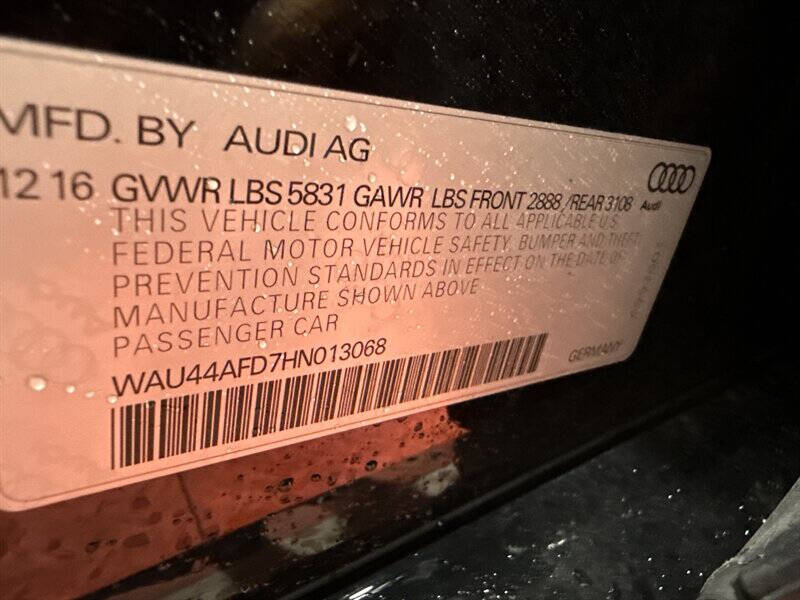 MFD. BY AUDI AG
12 16 GVWR LBS 5831 GAWR LBS FRONT 2888 /REAR 3108
Audi
THIS VEHICLE CONFORMS TO ALL APPLICABLE U.S.
FEDERAL MOTOR VEHICLE SAFETY, BUMPER AND THEFT
PREVENTION STANDARDS IN EFFECT ON THE DATE OF
MANUFACTURE SHOWN ABOVE
PASSENGER CAR
WAU44AFD7HN013068
GERMANY